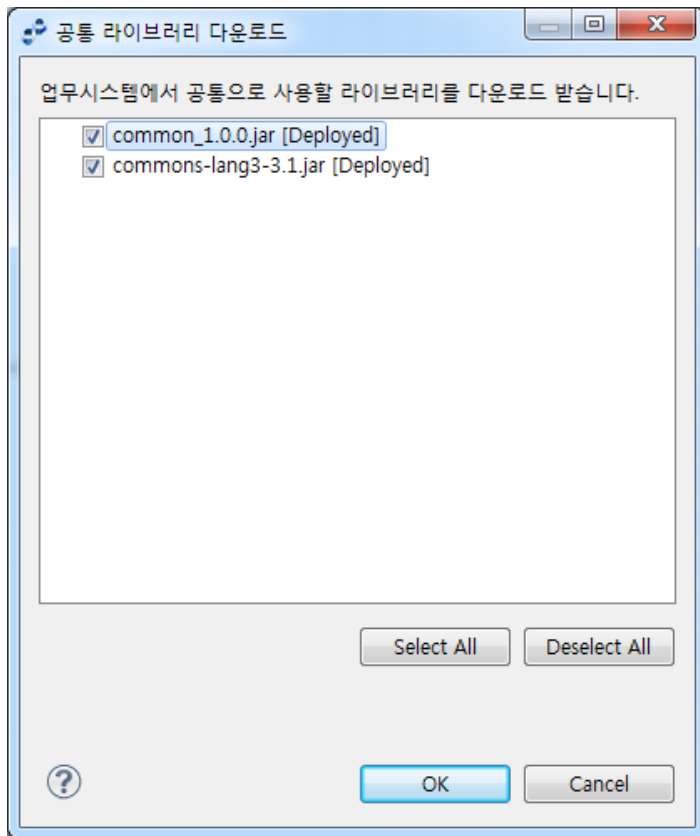 공통 라이브러리 다운로드
업무시스템에서 공통으로 사용할 라이브러리를 다운로드 받습니다.
common_1.0.0.jar [Deployed]
commons-lang3-3.1.jar [Deployed]
Select All
Deselect All
?
OK
Cancel